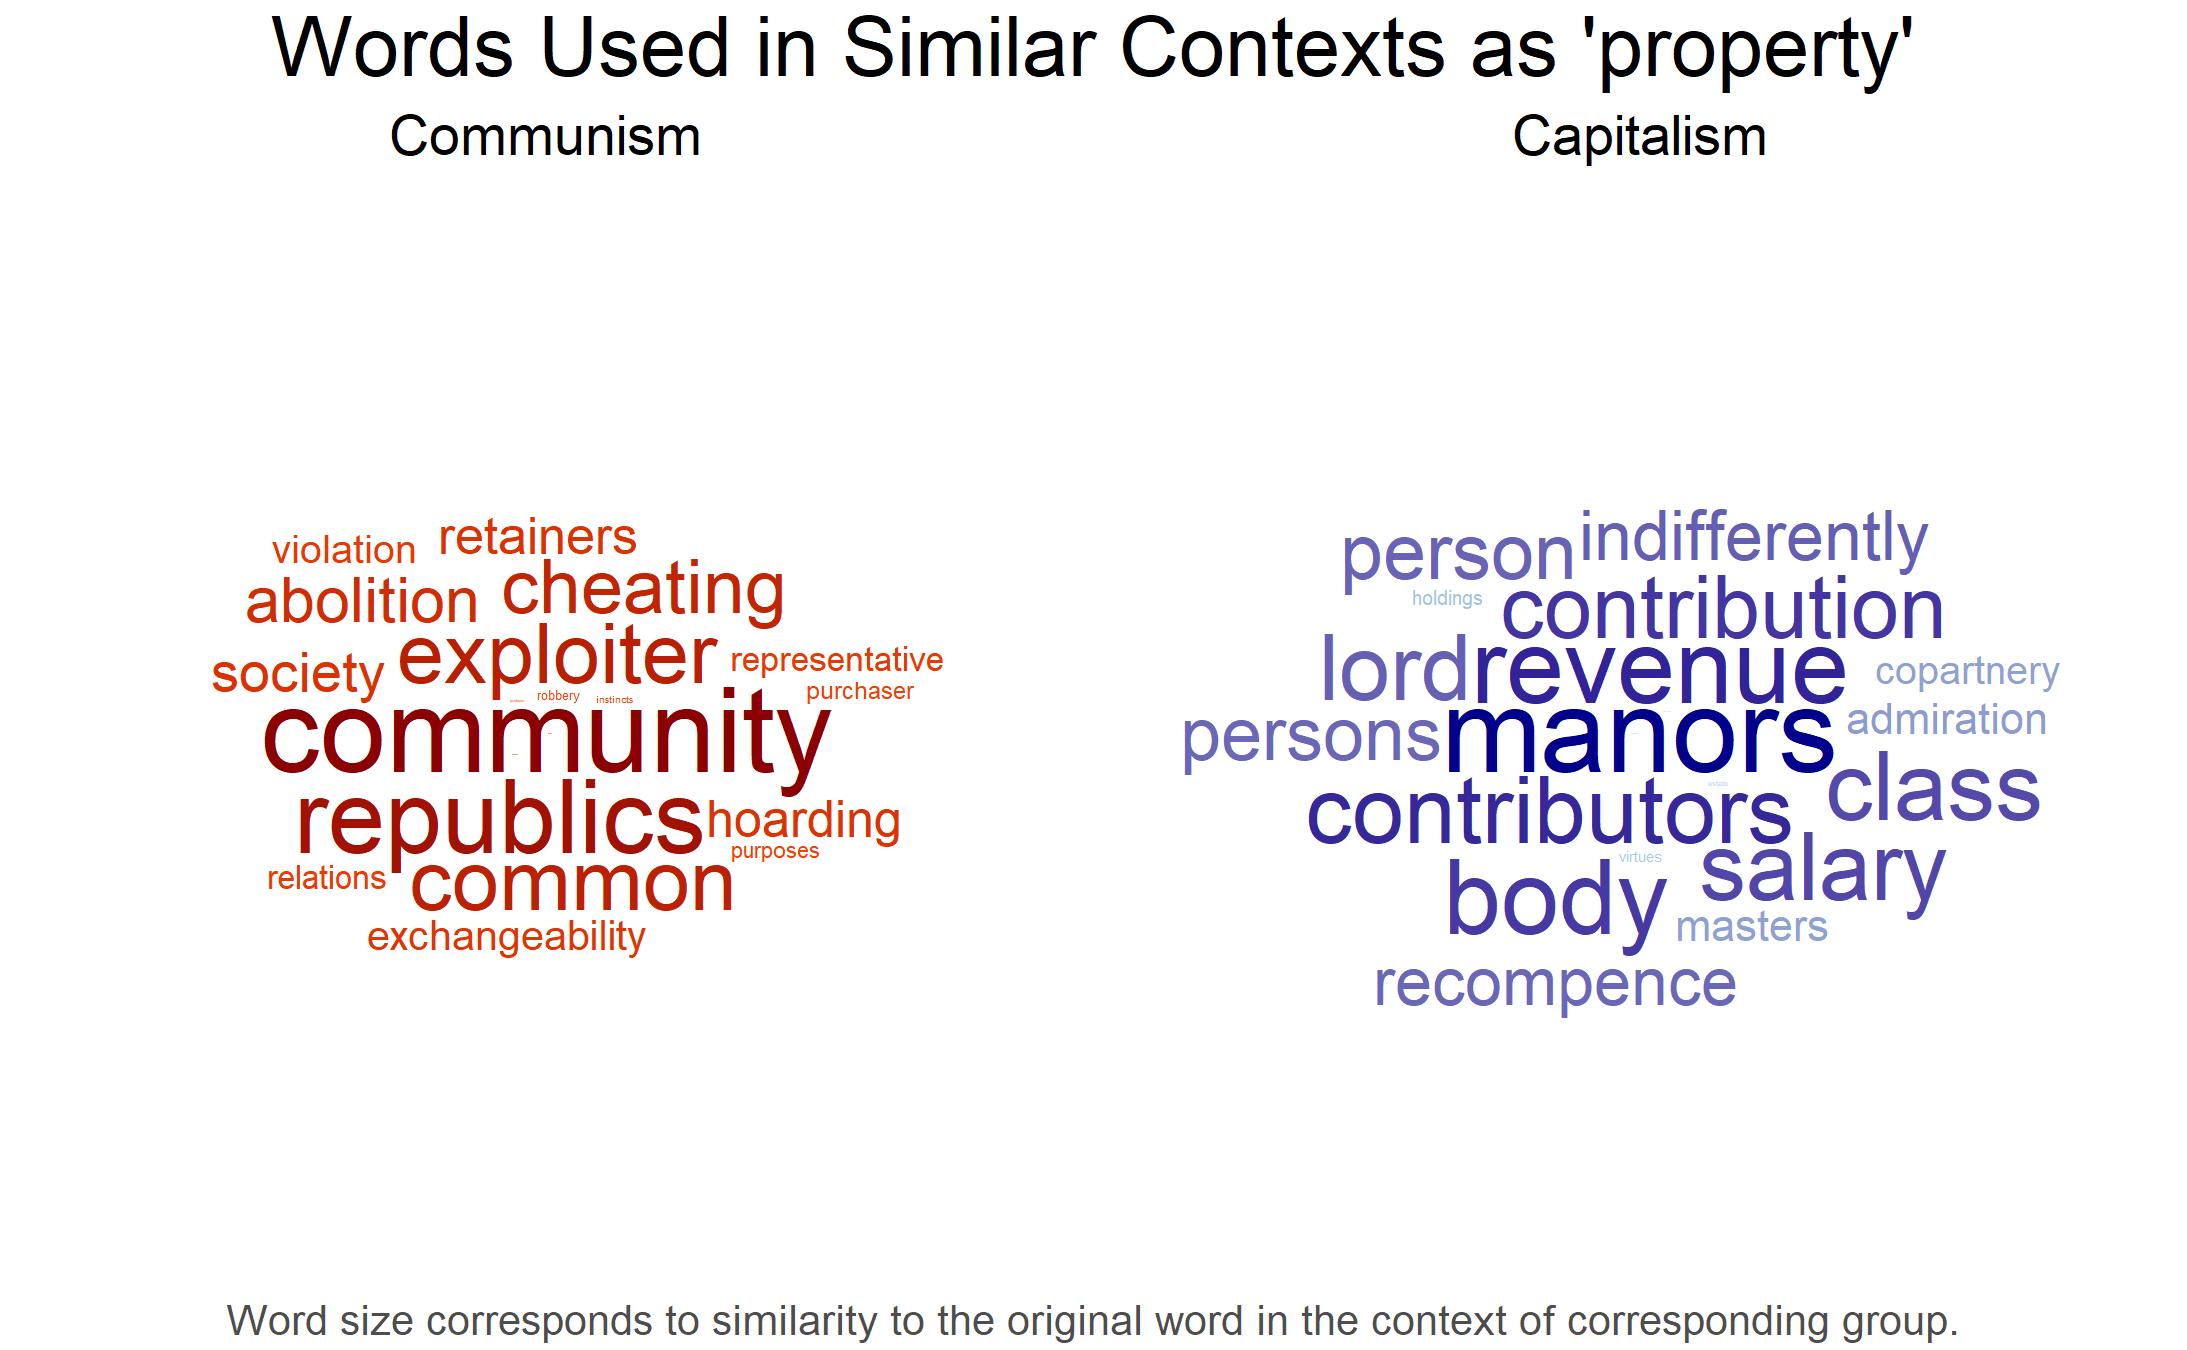 Words Used in Similar Contexts as 'property'
Communism
Capitalism
violation
retainers
abolition
cheating
society
exploiter
representative
purchaser
robbery
instincts
community
republics
hoarding
purposes
relations
common
exchangeability
person
indifferently
holdings
contribution
lord
revenue
copartnery
persons
manors
admiration
contributors
class
virtues
salary
body
masters
recompence
Word size corresponds to similarity to the original word in the context of corresponding group.